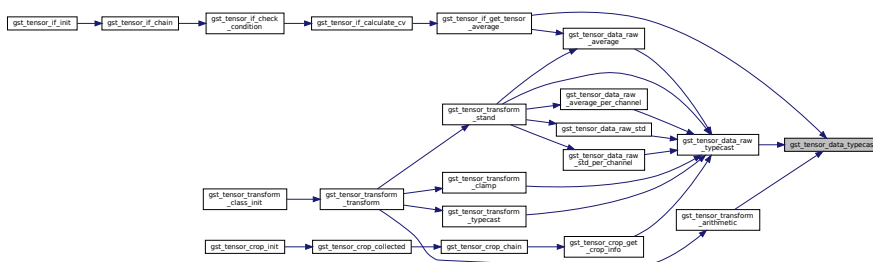 gst_tensor_if_init
gst_tensor_if_chain
gst_tensor_if_check
_condition
gst_tensor_if_calculate_cv
gst_tensor_if_get_tensor
_average
gst_tensor_data_raw
_average
gst_tensor_transform
_stand
gst_tensor_data_raw
_average_per_channel
gst_tensor_data_raw_std
gst_tensor_data_raw
_std_per_channel
gst_tensor_data_raw
_typecast
gst_tensor_data_typecast
gst_tensor_transform
_class_init
gst_tensor_transform
_transform
gst_tensor_transform
_clamp
gst_tensor_transform
_typecast
gst_tensor_transform
_arithmetic
gst_tensor_crop_init
gst_tensor_crop_collected
gst_tensor_crop_chain
gst_tensor_crop_get
_crop_info